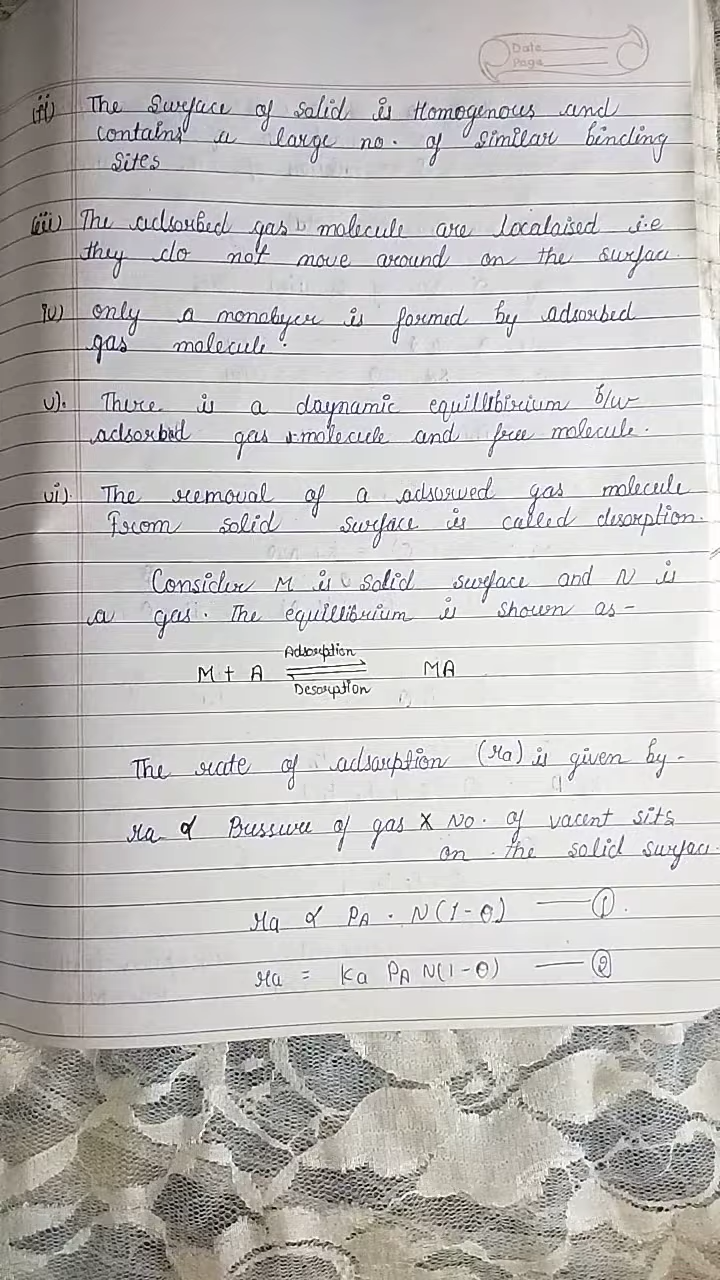 Date
Page
(ii) The Surface of solid is Homogenous and
contains a large no. of similar binding
sites
(iii) The adsorbed gas molecule are localaised i.e
they do not move around on the surfac
iv) only a monolayer is formed by adsorbed
gas molecule.
v). There is a daynamic equillibirium b/w
adsorbed gas molecule and free molecule.
vi). The removal of a adsorved gas molecule
From solid surface is called desorption.
Consider M is solid surface and N is
a gas. The equillibrium is shown as -
Adsorption
M + A ⇌ MA
Desorption
The rate of adsorption (ra) is given by -
ra α Pressure of gas X No. of vacent sits
on the solid surfac
ra α PA . N(1-θ) — ①.
ra = Ka PA N(1-θ) — ②